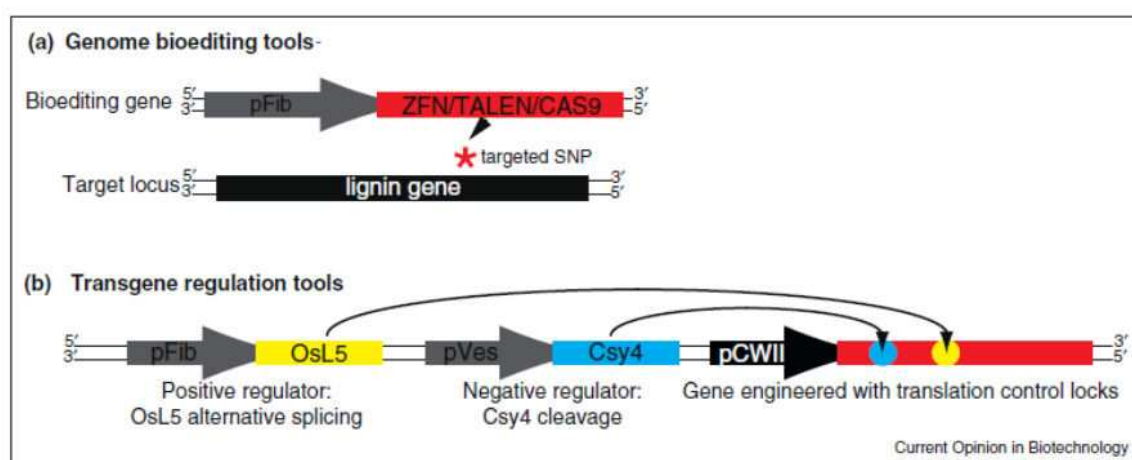 (a) Genome bioediting tools-
5′ 3′
Bioediting gene 3′ pFib ZFN/TALEN/CAS9 5′
* targeted SNP
5′ 3′
Target locus 3′ lignin gene 5′
(b) Transgene regulation tools
5′ 3′
3′ pFib OsL5 pVes Csy4 pCWII 5′
Positive regulator: Negative regulator: Gene engineered with translation control locks
OsL5 alternative splicing Csy4 cleavage
Current Opinion in Biotechnology